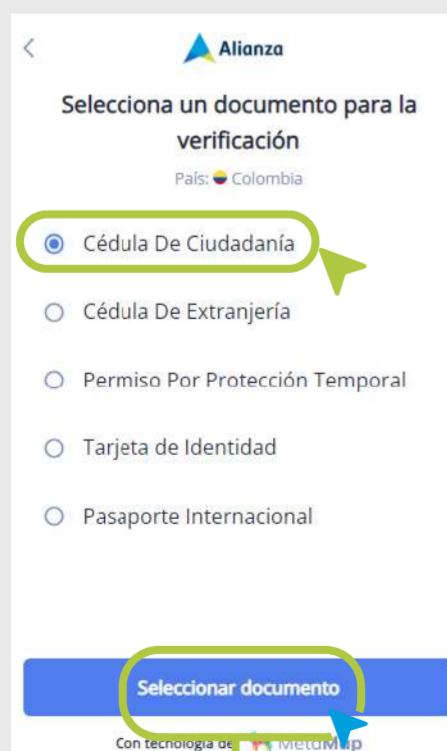 Alianza
Selecciona un documento para la
verificación
País: Colombia
Cédula De Ciudadanía
Cédula De Extranjería
Permiso Por Protección Temporal
Tarjeta de Identidad
Pasaporte Internacional
Seleccionar documento
Con tecnología de MetaMap